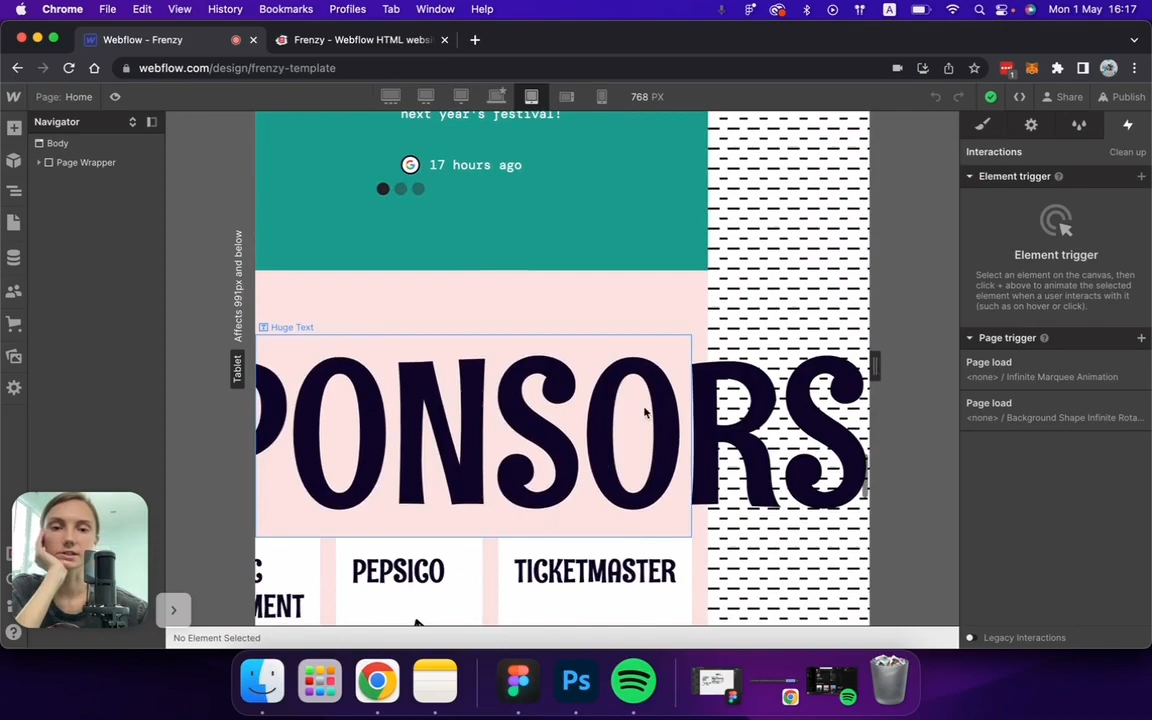 Chrome File Edit View History Bookmarks Profiles Tab Window Help A Mon 1 May 16:17
Webflow - Frenzy Frenzy - Webflow HTML websi
webflow.com/design/frenzy-template 1
Page: Home 768 PX Share Publish
Navigator
Body
Page Wrapper
Affects 991px and below
Tablet
next year's festival!
G 17 hours ago
Huge Text
PONSORS
PEPSIGO
TICKETMASTER
MENT
No Element Selected
Interactions Clean up
Element trigger
Element trigger
Select an element on the canvas, then
click + above to animate the selected
element when a user interacts with it
(such as on hover or click).
Page trigger
Page load
<none> / Infinite Marquee Animation
Page load
<none> / Background Shape Infinite Rota...
Legacy Interactions
Ps